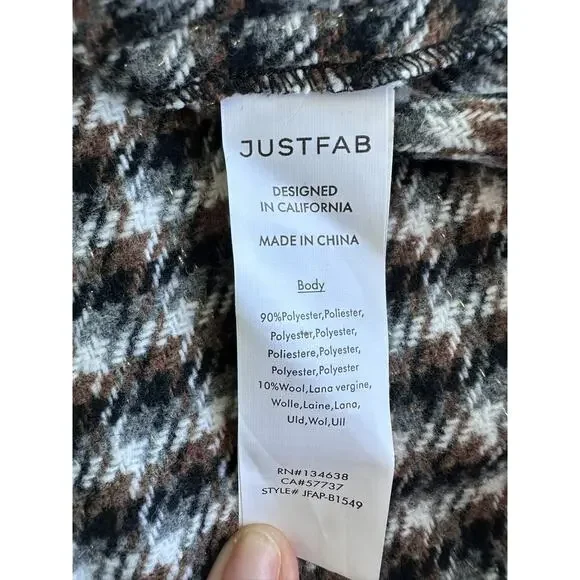 JUSTFAB
DESIGNED
IN CALIFORNIA
MADE IN CHINA
Body
90%Polyester,Poliester,
Polyester,Polyester,
Poliestere,Polyester,
Polyester,Polyester
10%Wool,Lana vergine,
Wolle,Laine,Lana,
Uld,Wol,Ull
RN#134638
CA#57737
STYLE# JFAP-B1549